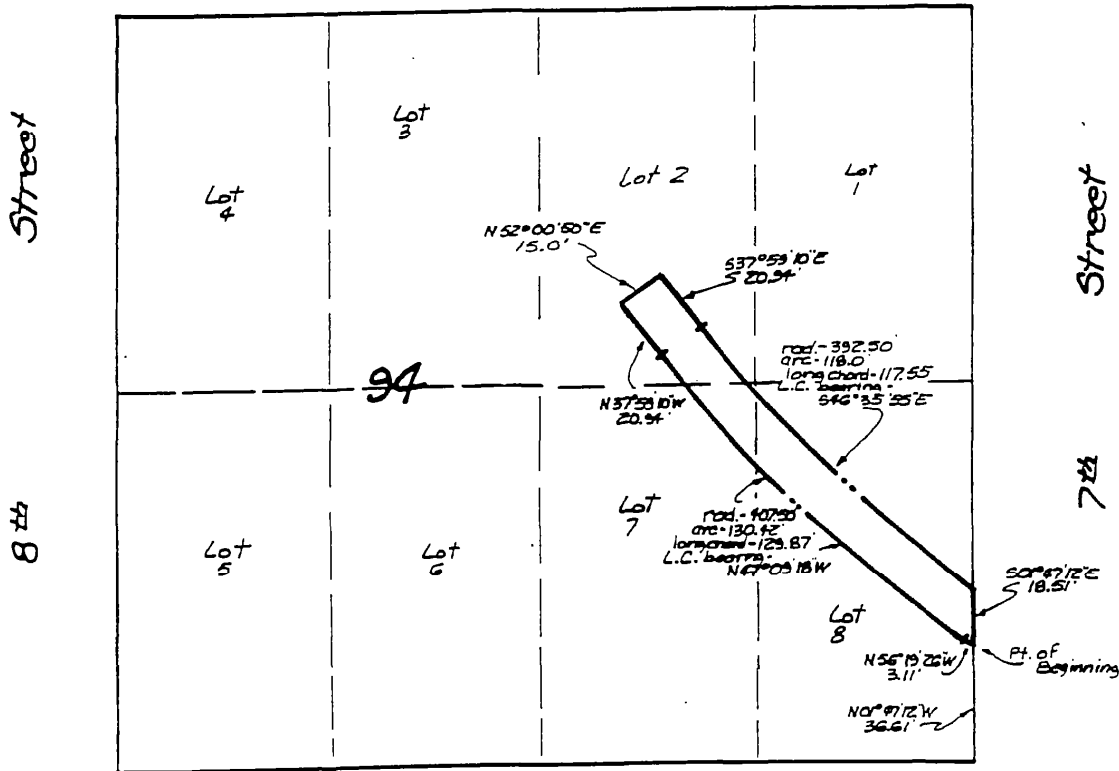 Street
8th
Lot
4
Lot
3
Lot 2
Lot
1
N 52°00'50"E
15.0'
S37°59'10"E
20.94'
rad.-392.50'
arc-118.0'
long chord-117.55
L.C. bearing-
S46°35'55"E
94
N37°59'10"W
20.94'
Lot
5
Lot
6
Lot
7
rad.-407.50'
arc-130.42'
long chord-129.87'
L.C. bearing-
N47°09'18"W
Lot
8
S01°47'12"E
18.51'
N56°19'26"W
3.11'
Pt. of
Beginning
N01°47'12"W
36.61'
Street
7th